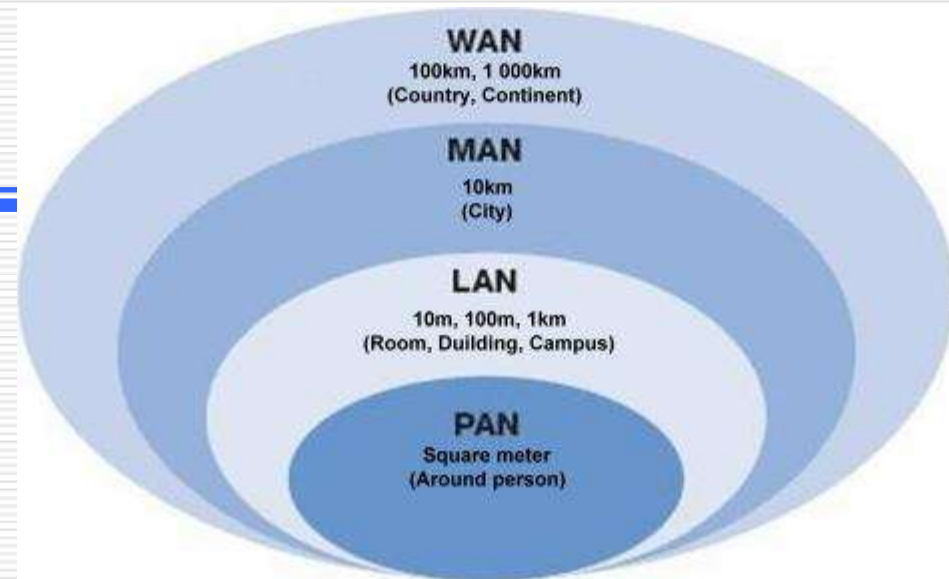 WAN
100km, 1 000km
(Country, Continent)
MAN
10km
(City)
LAN
10m, 100m, 1km
(Room, Duilding, Campus)
PAN
Square meter
(Around person)